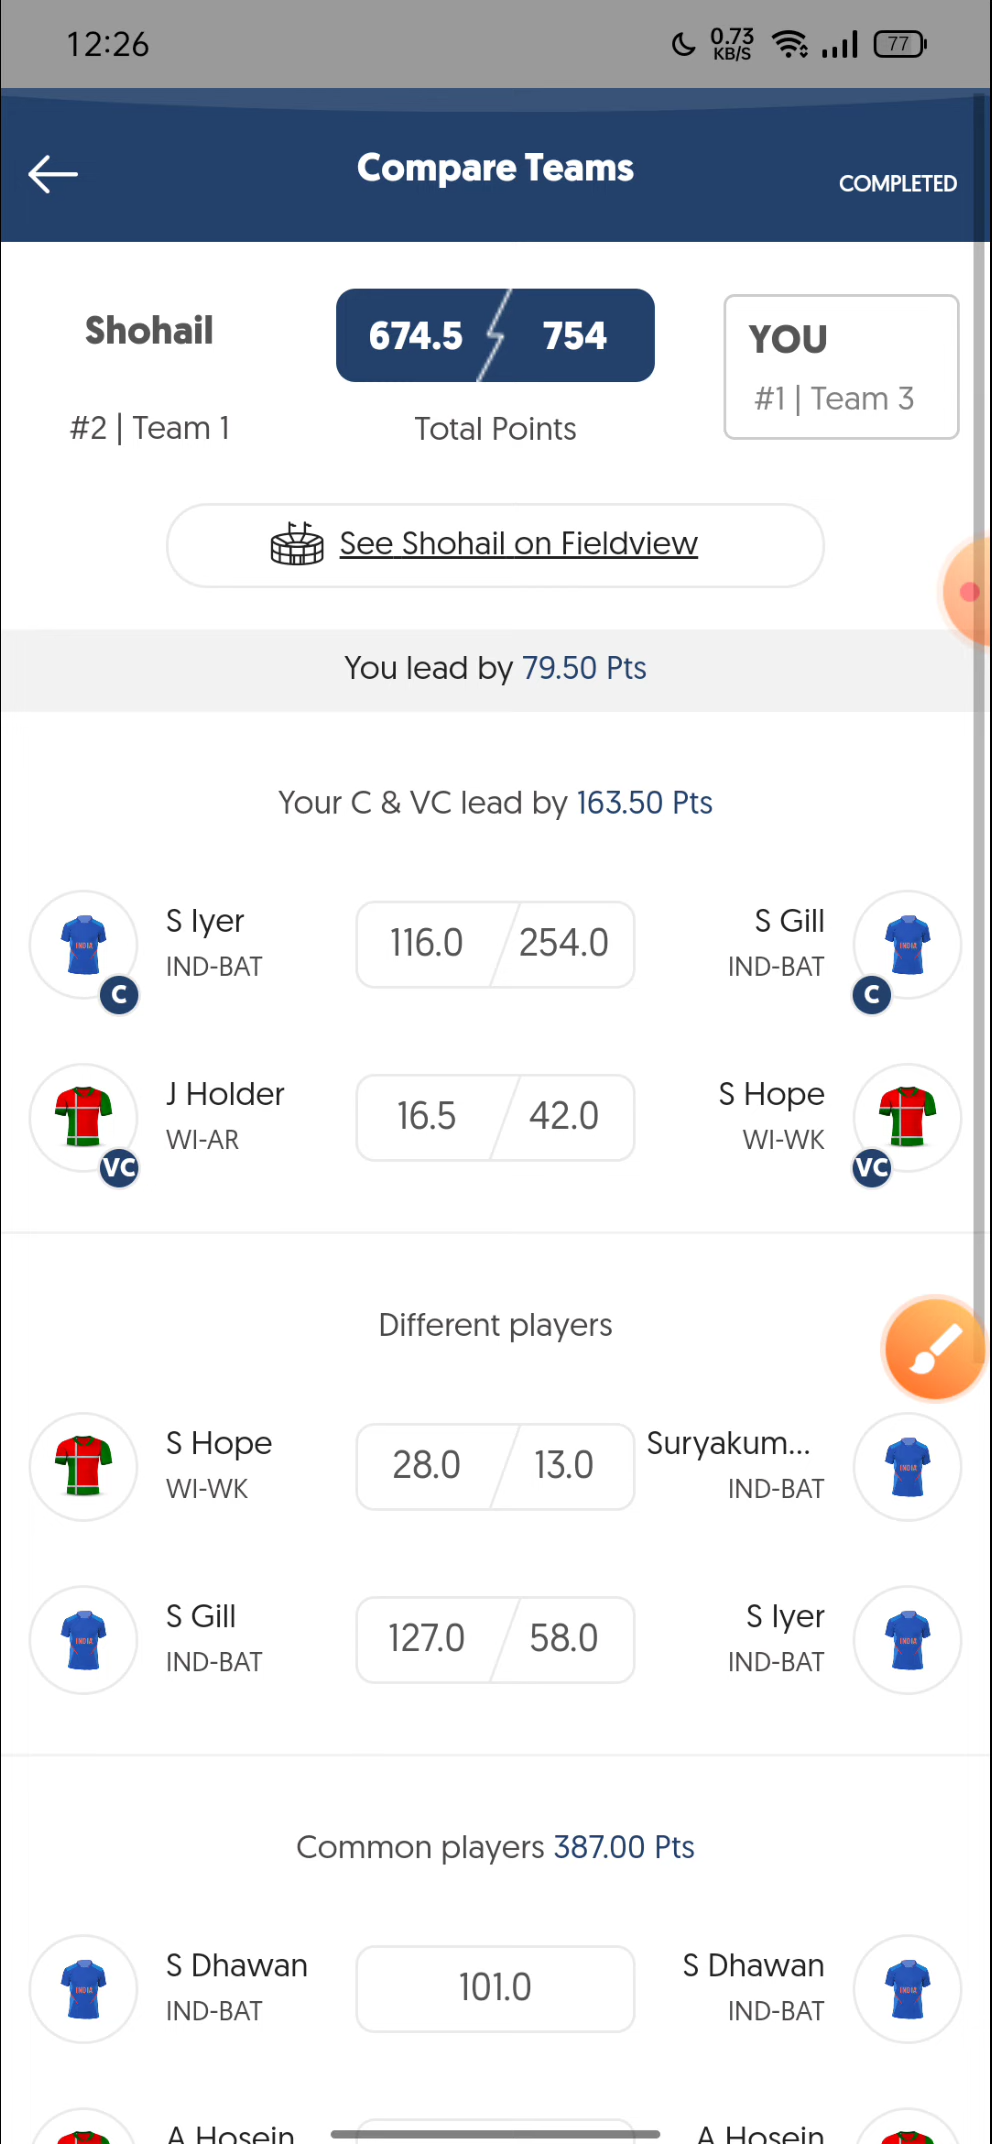 12:26
0.73
KB/S
77
Compare Teams
COMPLETED
Shohail
674.5
754
YOU
#1 | Team 3
#2 | Team 1
Total Points
See Shohail on Fieldview
You lead by 79.50 Pts
Your C & VC lead by 163.50 Pts
S Iyer
IND-BAT
C
116.0
254.0
S Gill
IND-BAT
C
J Holder
WI-AR
VC
16.5
42.0
S Hope
WI-WK
VC
Different players
S Hope
WI-WK
28.0
13.0
Suryakum...
IND-BAT
INDIA
S Gill
IND-BAT
127.0
58.0
S Iyer
IND-BAT
Common players 387.00 Pts
S Dhawan
IND-BAT
101.0
S Dhawan
IND-BAT
A Hosein
A Hosein